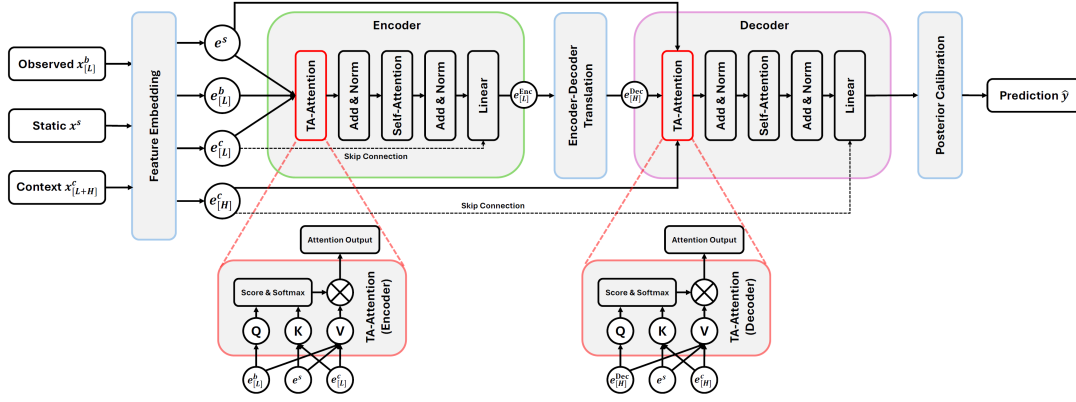 Encoder
Decoder
Observed $x^b_{[L]}$
Static $x^s$
Context $x^c_{[L+H]}$
Feature Embedding
$e^s$
$e^b_{[L]}$
$e^c_{[L]}$
$e^c_{[H]}$
TA-Attention
Add & Norm
Self-Attention
Add & Norm
Linear
Skip Connection
$e^{Enc}_{[L]}$
Encoder-Decoder
Translation
$e^{Dec}_{[H]}$
TA-Attention
Add & Norm
Self-Attention
Add & Norm
Linear
Skip Connection
Posterior Calibration
Prediction $\hat{y}$
Attention Output
Score & Softmax
Q
K
V
TA-Attention
(Encoder)
$e^b_{[L]}$
$e^s$
$e^c_{[L]}$
Attention Output
Score & Softmax
Q
K
V
TA-Attention
(Decoder)
$e^{Dec}_{[H]}$
$e^s$
$e^c_{[H]}$